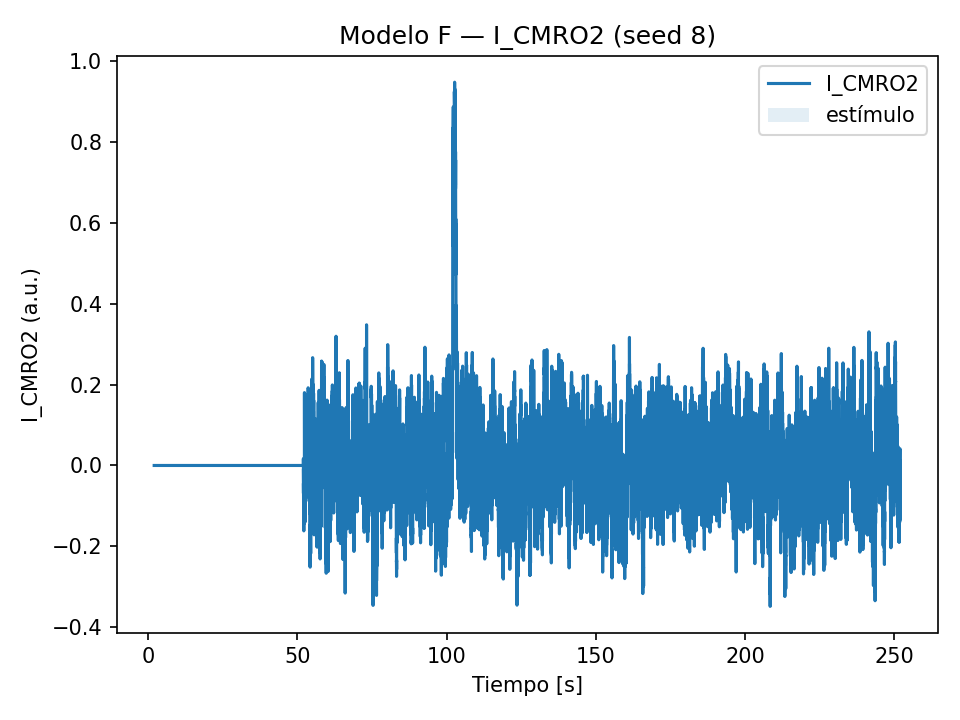 Modelo F — I_CMRO2 (seed 8)
I_CMRO2
estímulo
I_CMRO2 (a.u.)
1.0
0.8
0.6
0.4
0.2
0.0
−0.2
−0.4
0 50 100 150 200 250
Tiempo [s]